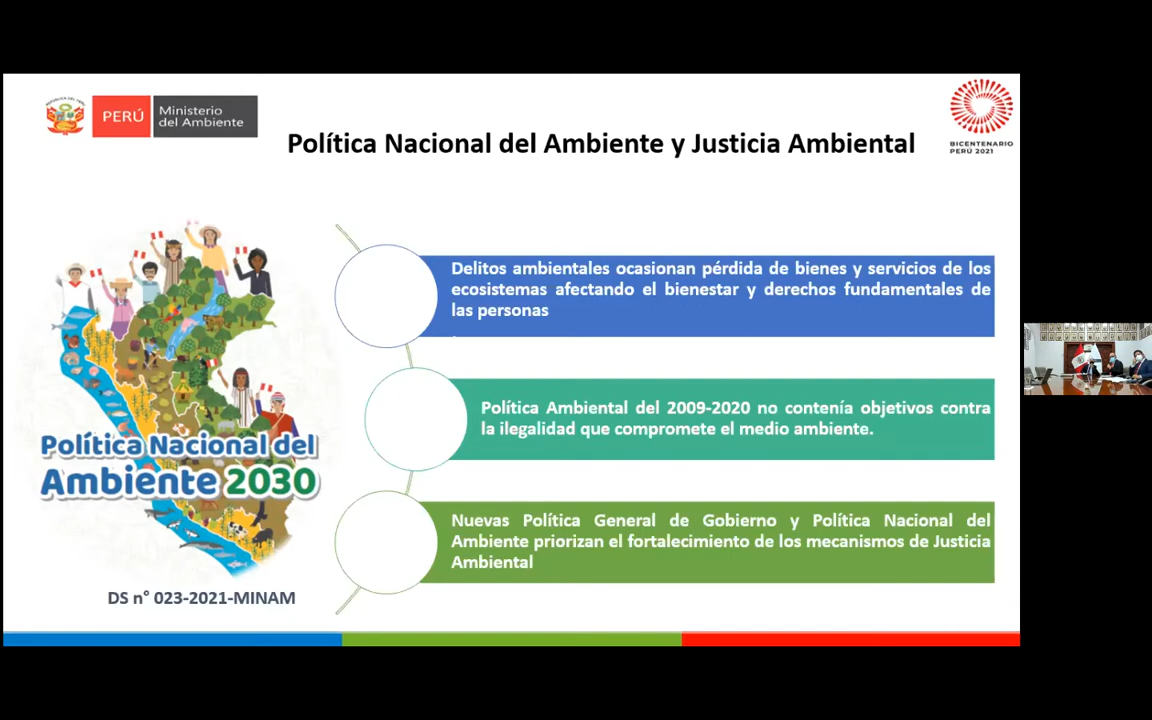 REPÚBLICA DEL PERÚ
PERÚ
Ministerio
del Ambiente
Política Nacional del Ambiente y Justicia Ambiental
BICENTENARIO
PERÚ 2021
Delitos ambientales ocasionan pérdida de bienes y servicios de los
ecosistemas afectando el bienestar y derechos fundamentales de
las personas
.
Política Ambiental del 2009-2020 no contenía objetivos contra
la ilegalidad que compromete el medio ambiente.
Nuevas Política General de Gobierno y Política Nacional del
Ambiente priorizan el fortalecimiento de los mecanismos de Justicia
Ambiental
Política Nacional del
Ambiente 2030
DS n° 023-2021-MINAM